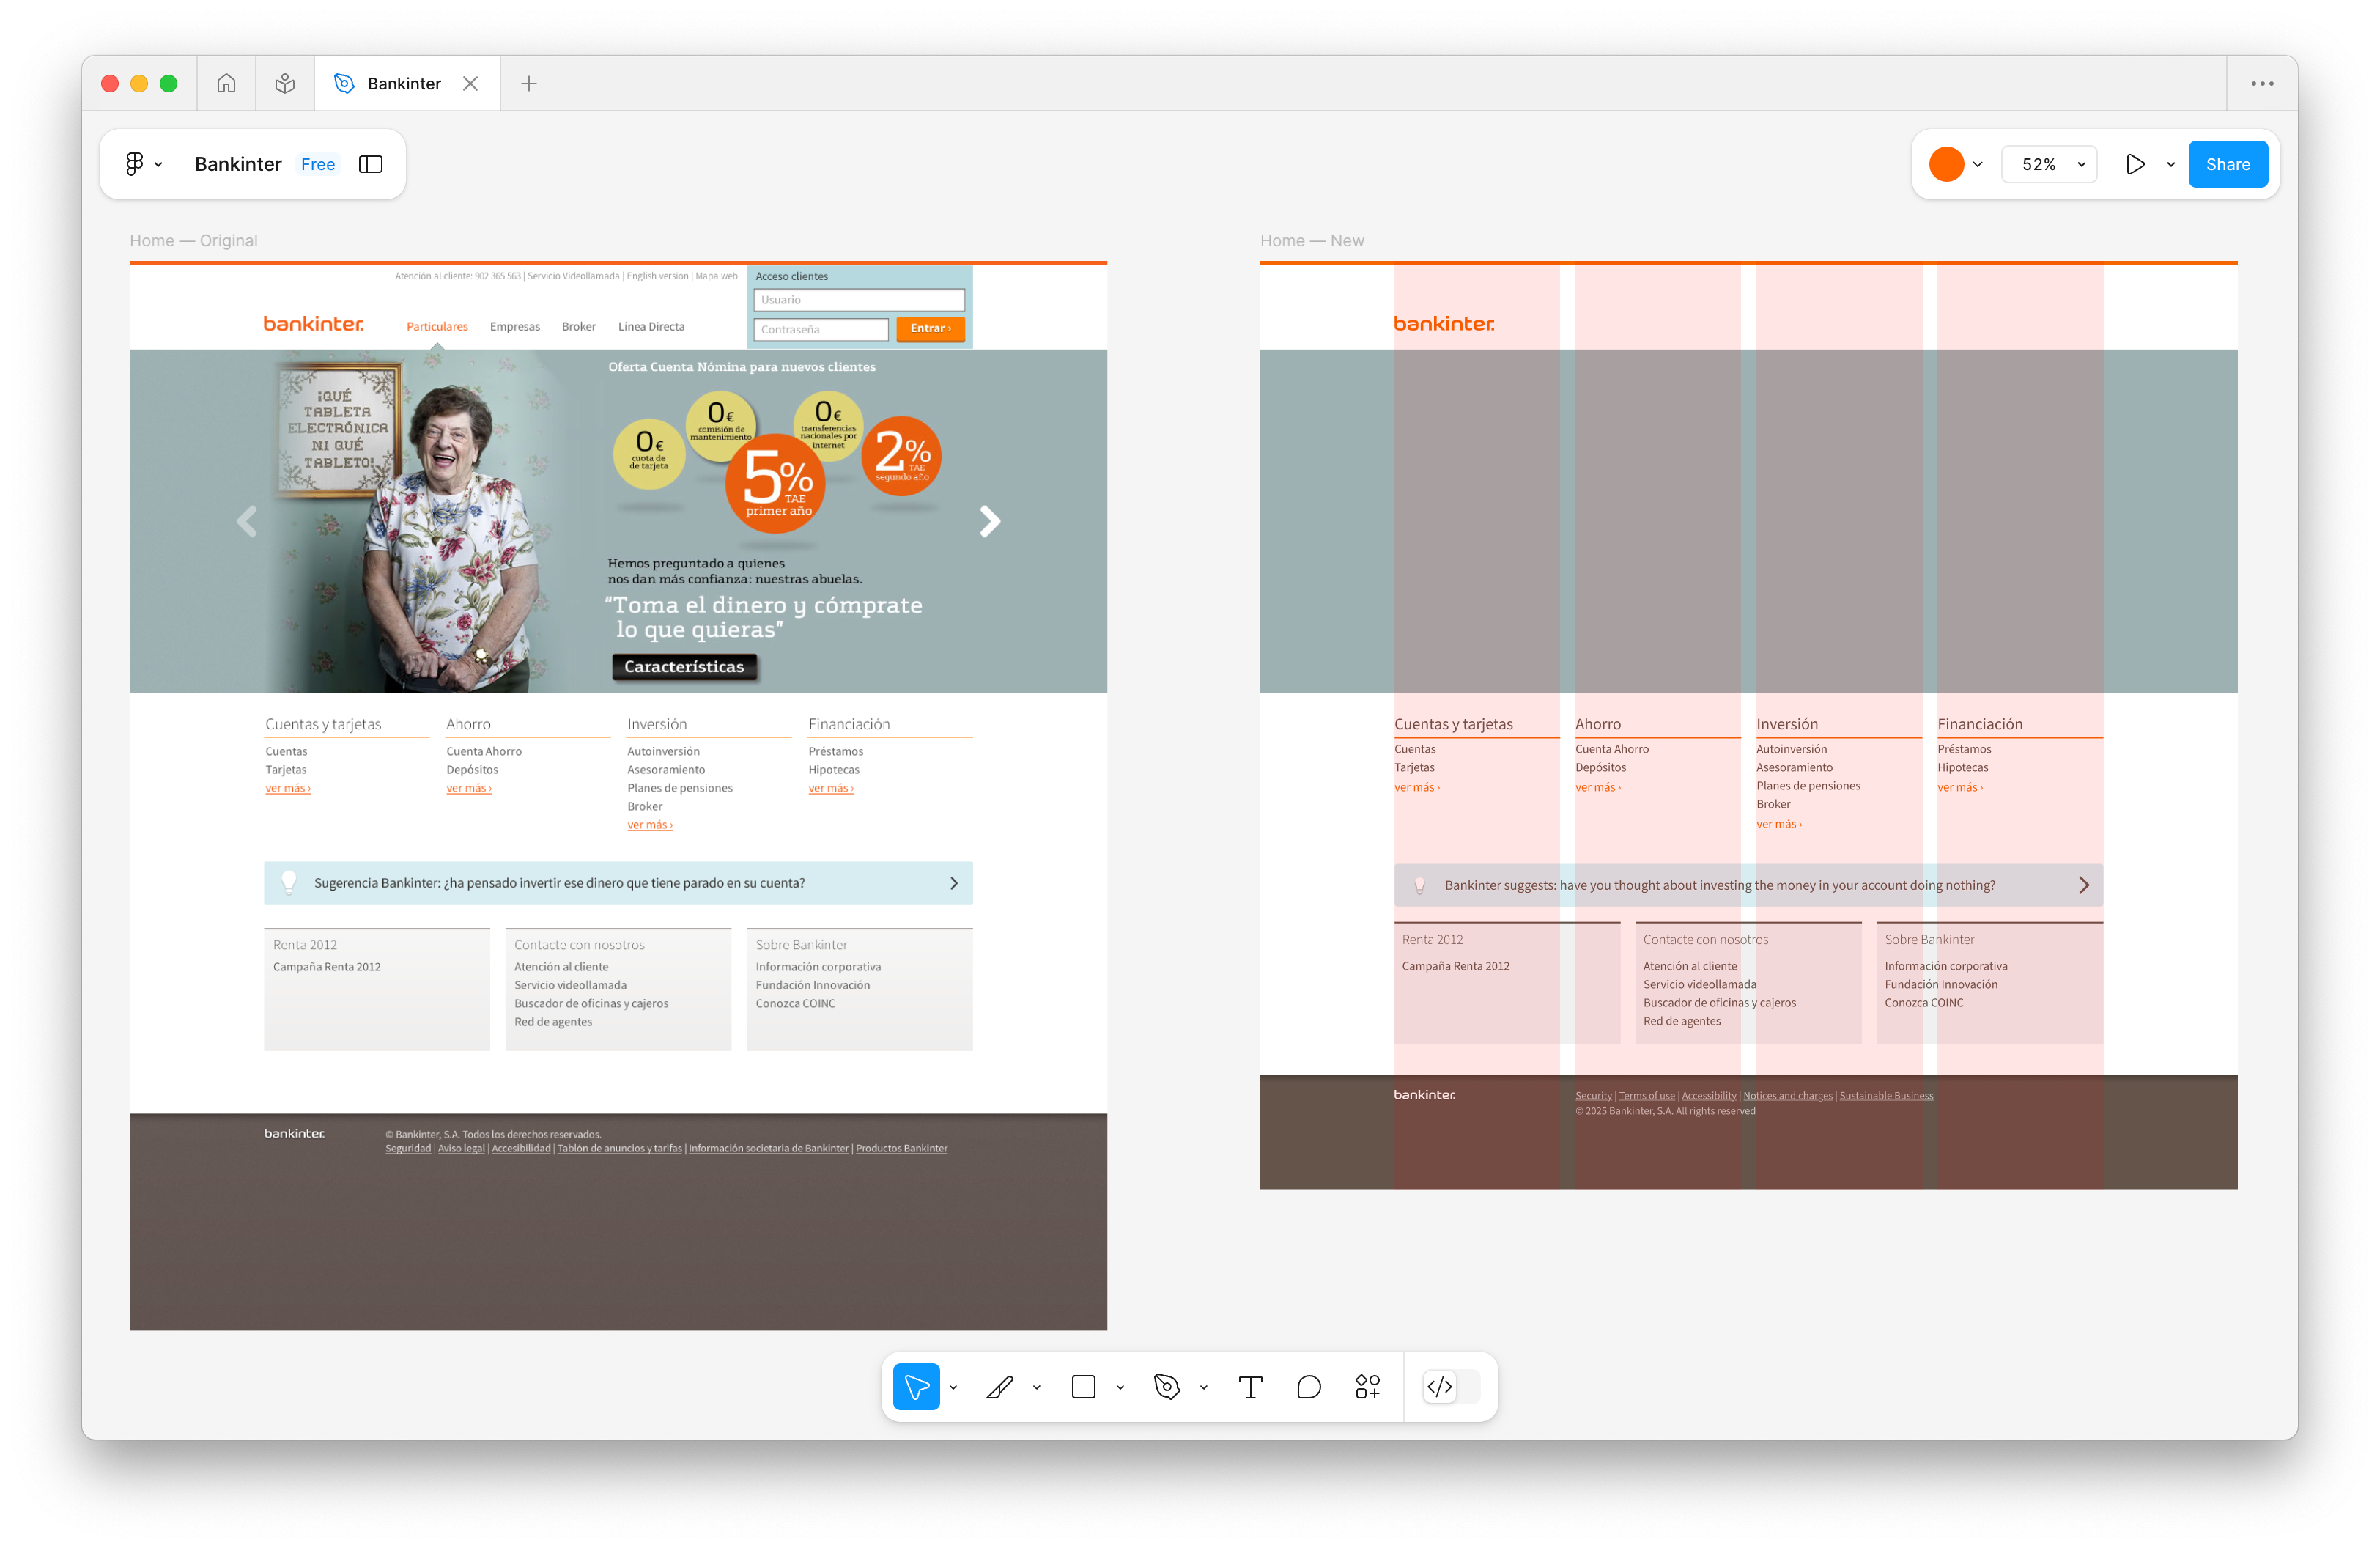 Bankinter
Bankinter Free
52%
Share
Home — Original
Atención al cliente: 902 365 563 | Servicio Videollamada | English version | Mapa web
Acceso clientes
Usuario
Contraseña
Entrar ›
bankinter.
Particulares Empresas Broker Línea Directa
¡QUÉ
TABLETA
ELECTRÓNICA
NI QUÉ
TABLETO!
Oferta Cuenta Nómina para nuevos clientes
0€
cuota de
de tarjeta
0€
comisión de
mantenimiento
0€
transferencias
nacionales por
internet
5%
TAE
primer año
2%
TAE
segundo año
Hemos preguntado a quienes
nos dan más confianza: nuestras abuelas.
"Toma el dinero y cómprate
lo que quieras"
Características
Cuentas y tarjetas
Cuentas
Tarjetas
ver más ›
Ahorro
Cuenta Ahorro
Depósitos
ver más ›
Inversión
Autoinversión
Asesoramiento
Planes de pensiones
Broker
ver más ›
Financiación
Préstamos
Hipotecas
ver más ›
Sugerencia Bankinter: ¿ha pensado invertir ese dinero que tiene parado en su cuenta?
Renta 2012
Campaña Renta 2012
Contacte con nosotros
Atención al cliente
Servicio videollamada
Buscador de oficinas y cajeros
Red de agentes
Sobre Bankinter
Información corporativa
Fundación Innovación
Conozca COINC
bankinter.
© Bankinter, S.A. Todos los derechos reservados.
Seguridad | Aviso legal | Accesibilidad | Tablón de anuncios y tarifas | Información societaria de Bankinter | Productos Bankinter
Home — New
bankinter.
Cuentas y tarjetas
Cuentas
Tarjetas
ver más ›
Ahorro
Cuenta Ahorro
Depósitos
ver más ›
Inversión
Autoinversión
Asesoramiento
Planes de pensiones
Broker
ver más ›
Financiación
Préstamos
Hipotecas
ver más ›
Bankinter suggests: have you thought about investing the money in your account doing nothing?
Renta 2012
Campaña Renta 2012
Contacte con nosotros
Atención al cliente
Servicio videollamada
Buscador de oficinas y cajeros
Red de agentes
Sobre Bankinter
Información corporativa
Fundación Innovación
Conozca COINC
bankinter.
Security | Terms of use | Accessibility | Notices and charges | Sustainable Business
© 2025 Bankinter, S.A. All rights reserved